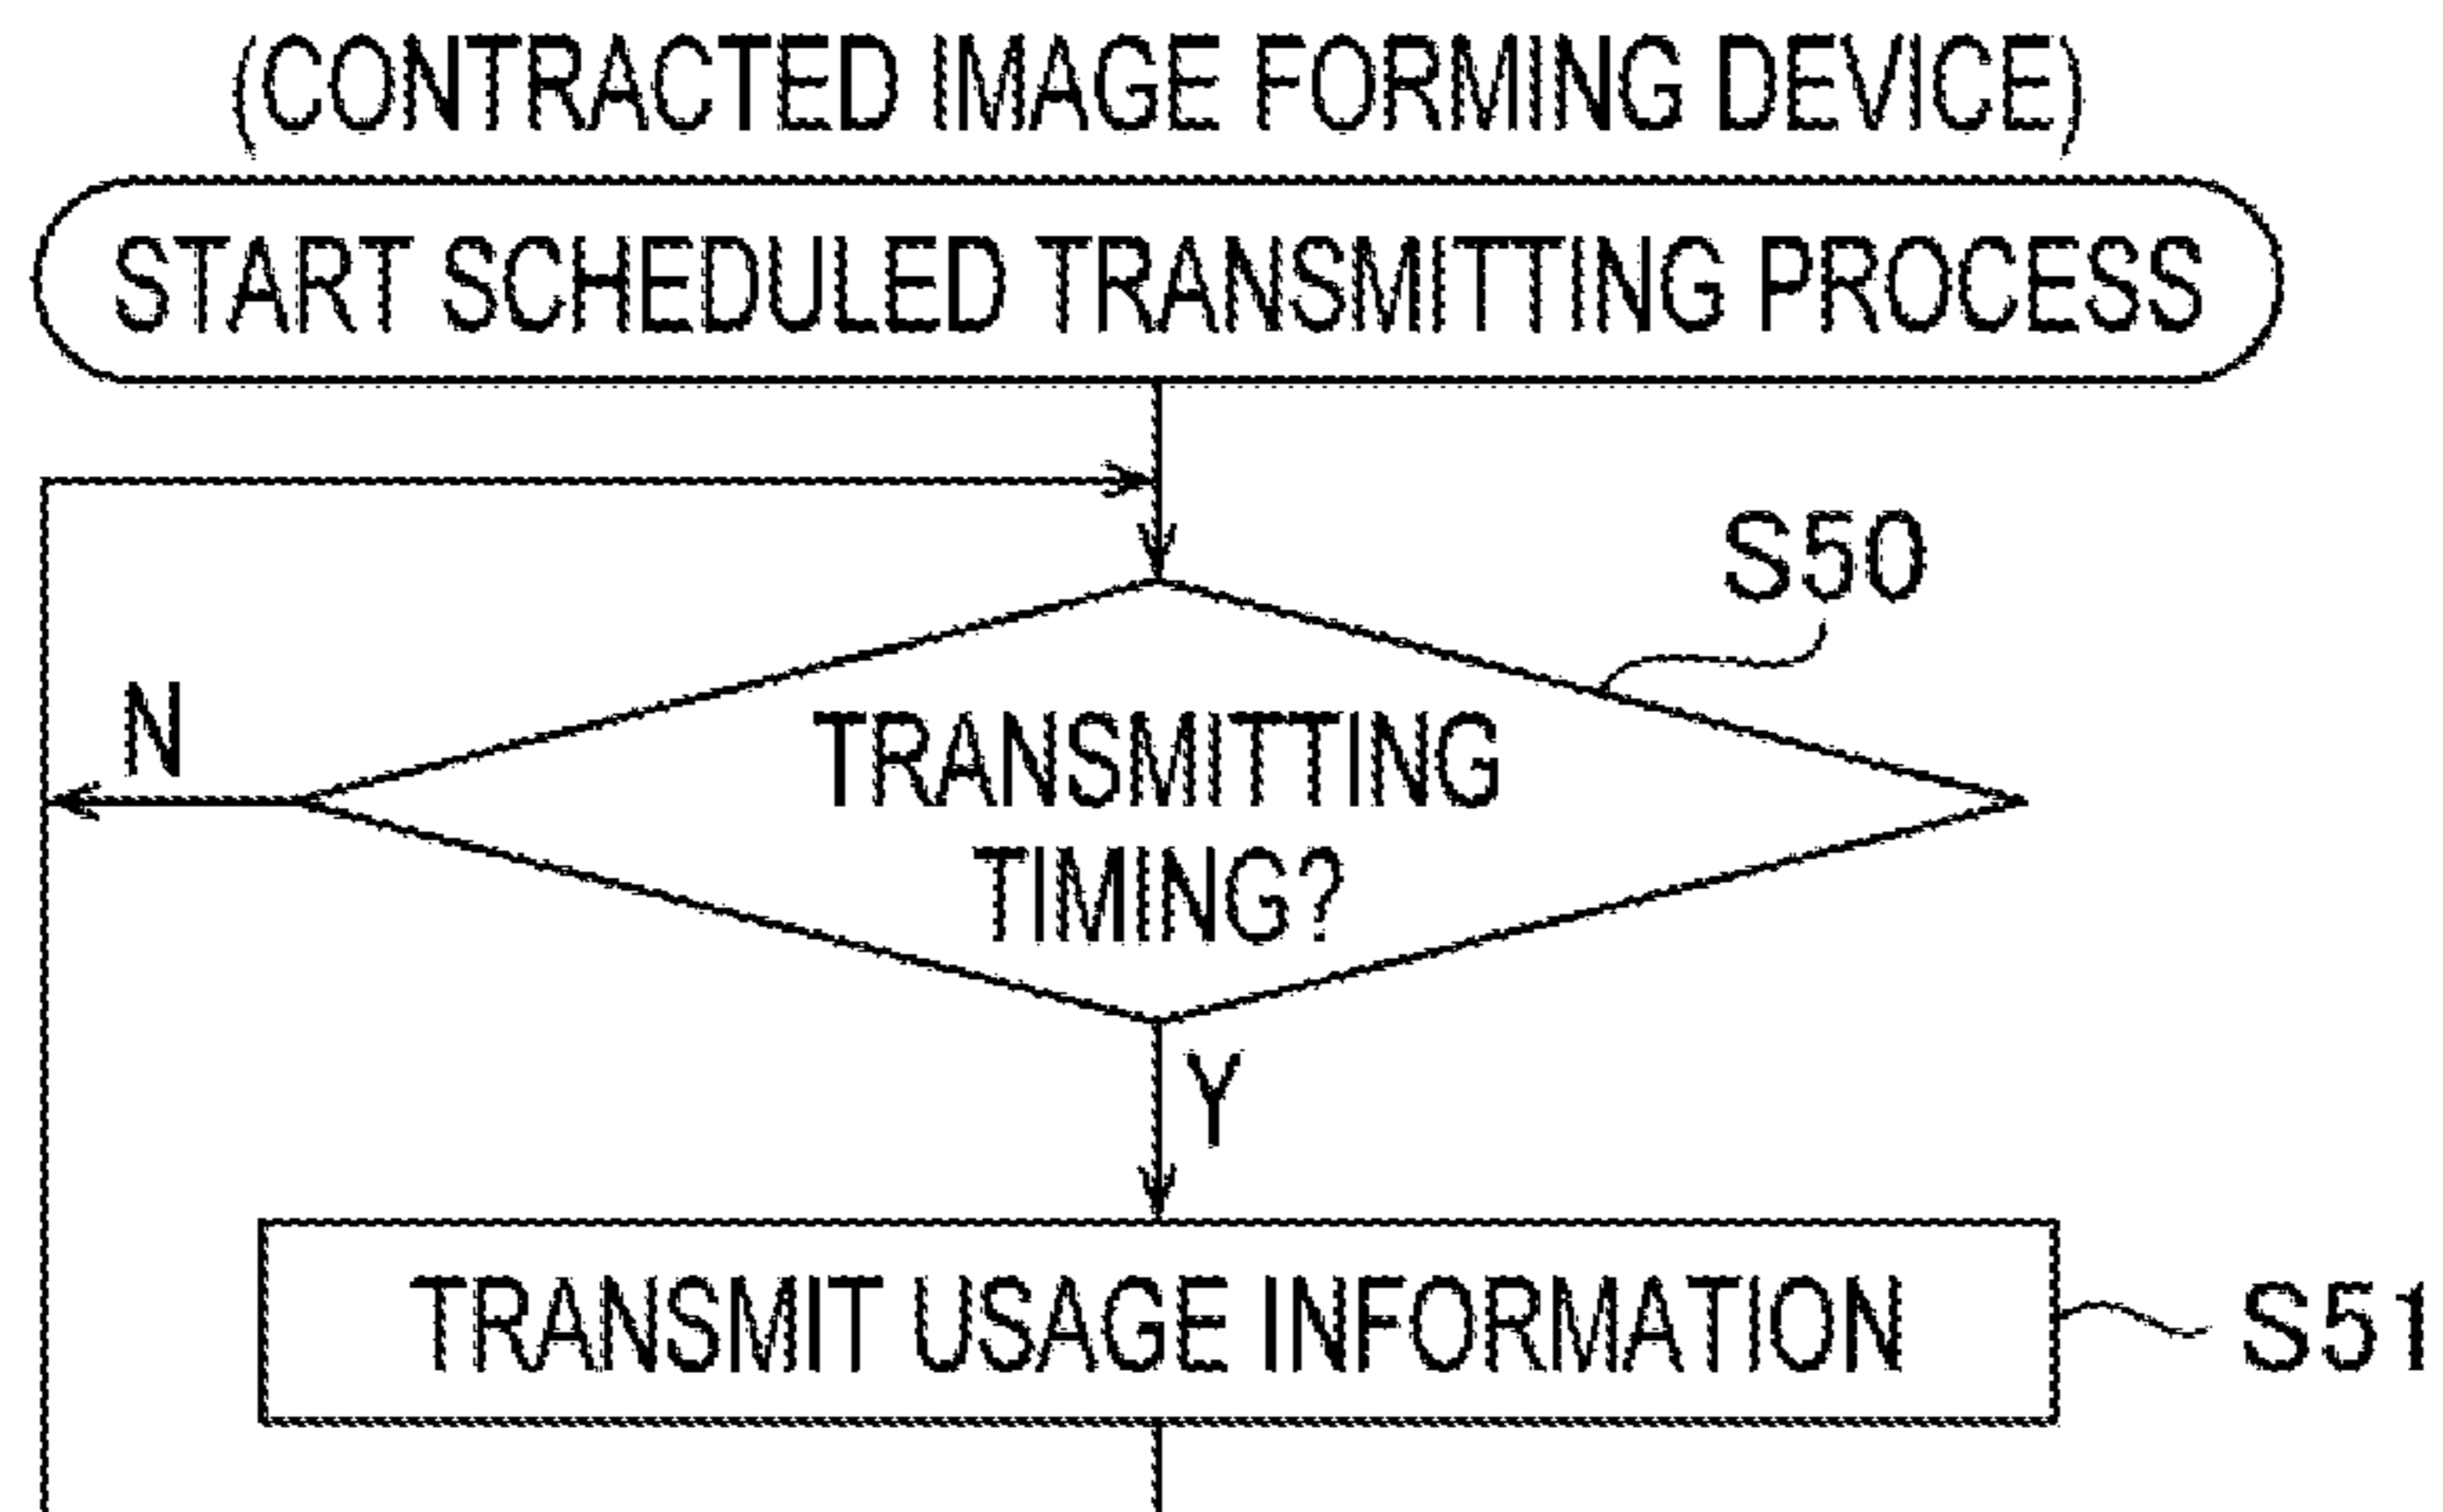 (CONTRACTED IMAGE FORMING DEVICE)
START SCHEDULED TRANSMITTING PROCESS
S50
N
TRANSMITTING
TIMING?
Y
TRANSMIT USAGE INFORMATION
S51